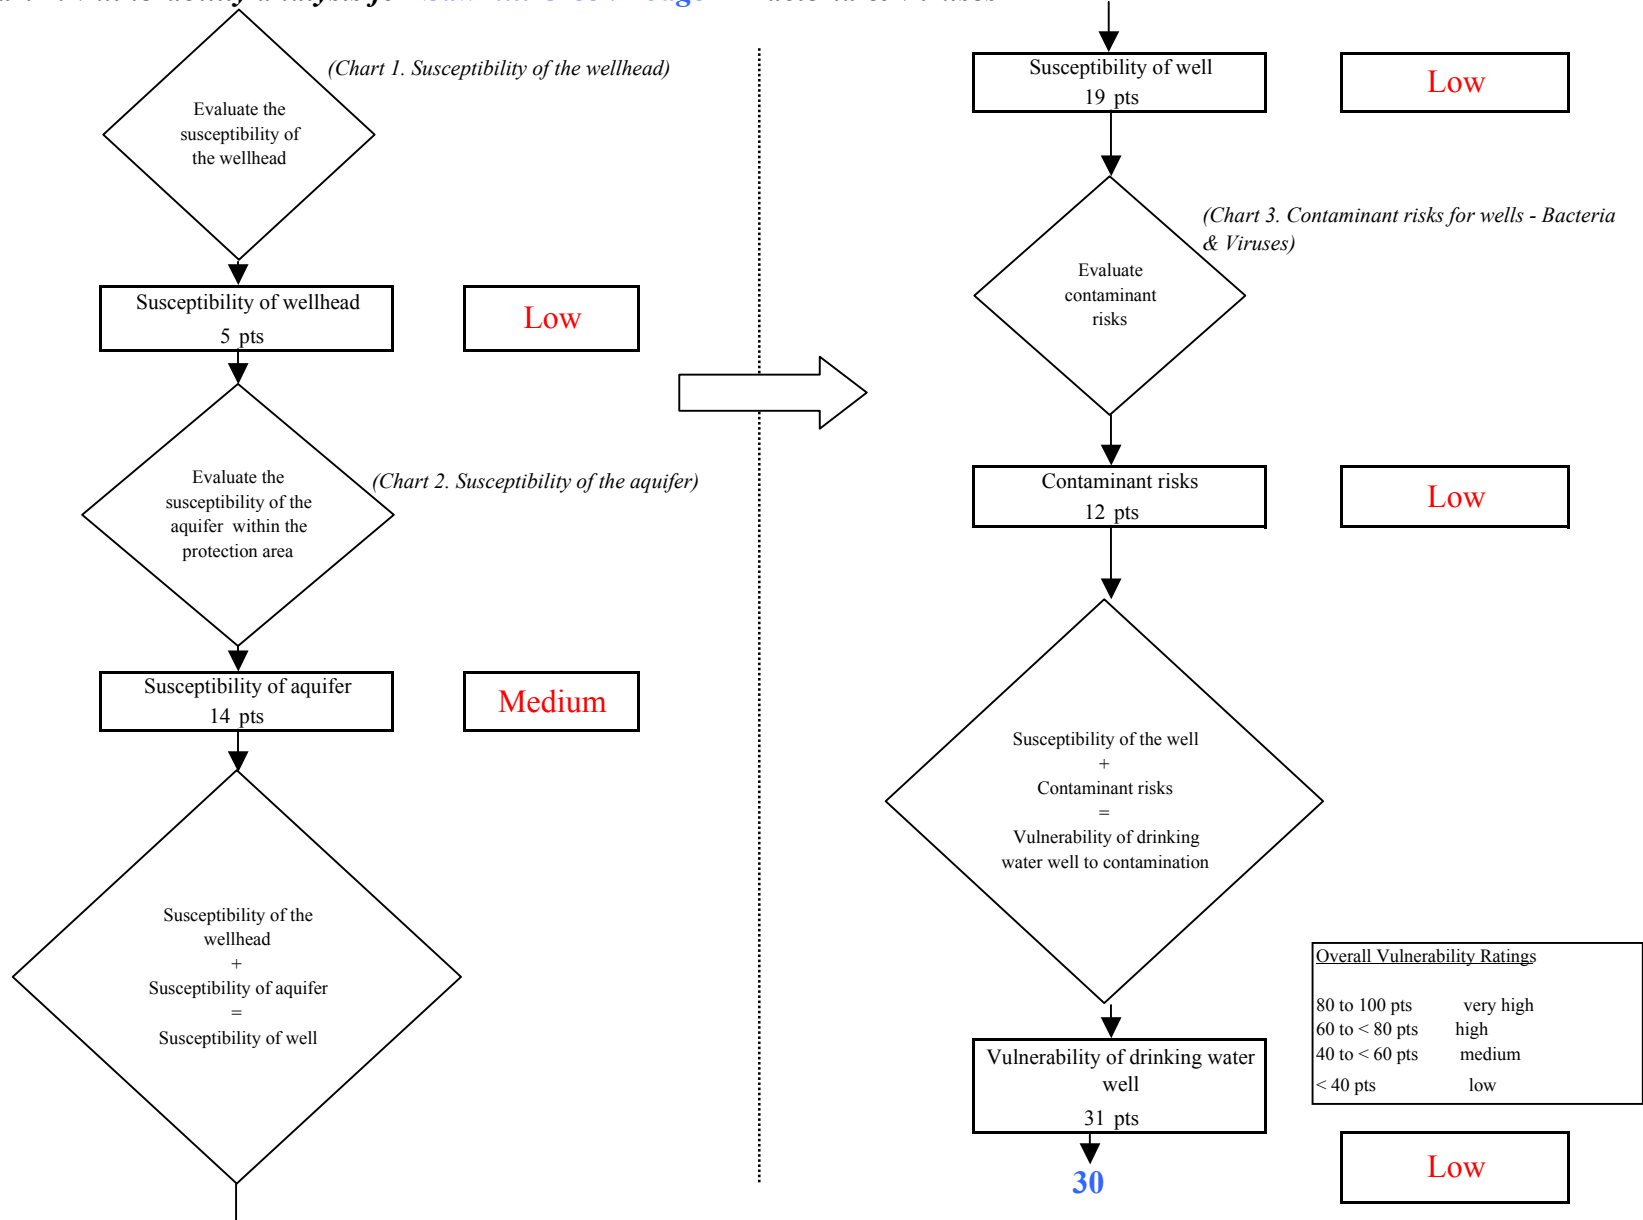 (Chart 1. Susceptibility of the wellhead)
Evaluate the
susceptibility of
the wellhead
Susceptibility of wellhead
5 pts
Low
Evaluate the
susceptibility of the
aquifer within the
protection area
(Chart 2. Susceptibility of the aquifer)
Susceptibility of aquifer
14 pts
Medium
Susceptibility of the
wellhead
+
Susceptibility of aquifer
=
Susceptibility of well
Susceptibility of well
19 pts
Low
(Chart 3. Contaminant risks for wells - Bacteria
& Viruses)
Evaluate
contaminant
risks
Contaminant risks
12 pts
Low
Susceptibility of the well
+
Contaminant risks
=
Vulnerability of drinking
water well to contamination
Overall Vulnerability Ratings
80 to 100 pts very high
60 to < 80 pts high
40 to < 60 pts medium
< 40 pts low
Vulnerability of drinking water
well
31 pts
30
Low